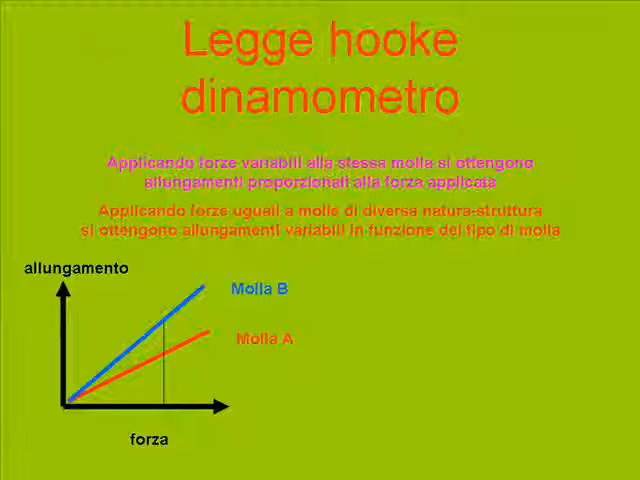 Legge hooke
dinamometro
Applicando forze variabili alla stessa molla si ottengono
allungamenti proporzionali alla forza applicata
Applicando forze uguali a molle di diversa natura-struttura
si ottengono allungamenti variabili in funzione del tipo di molla
allungamento
Molla B
Molla A
forza